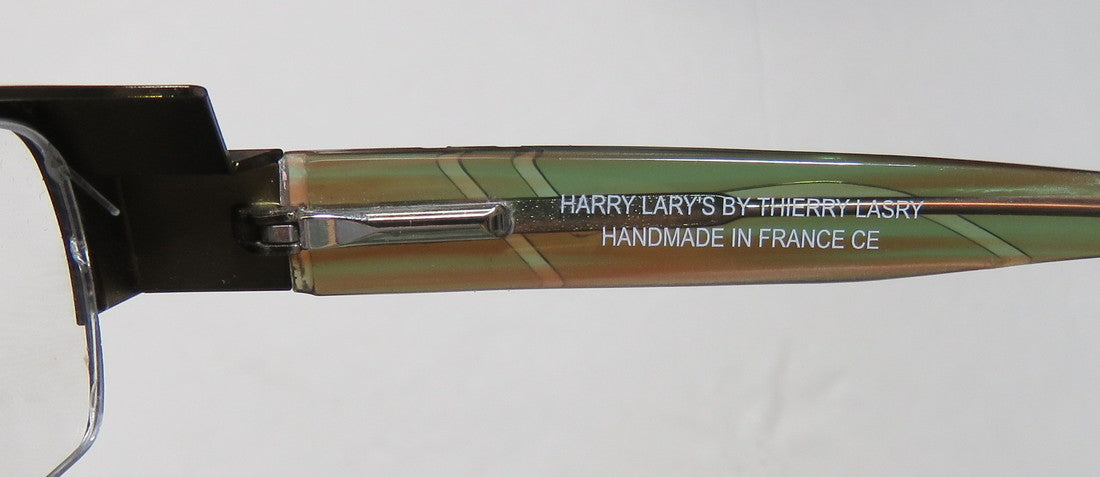 HARRY LARY'S BY THIERRY LASRY
HANDMADE IN FRANCE CE